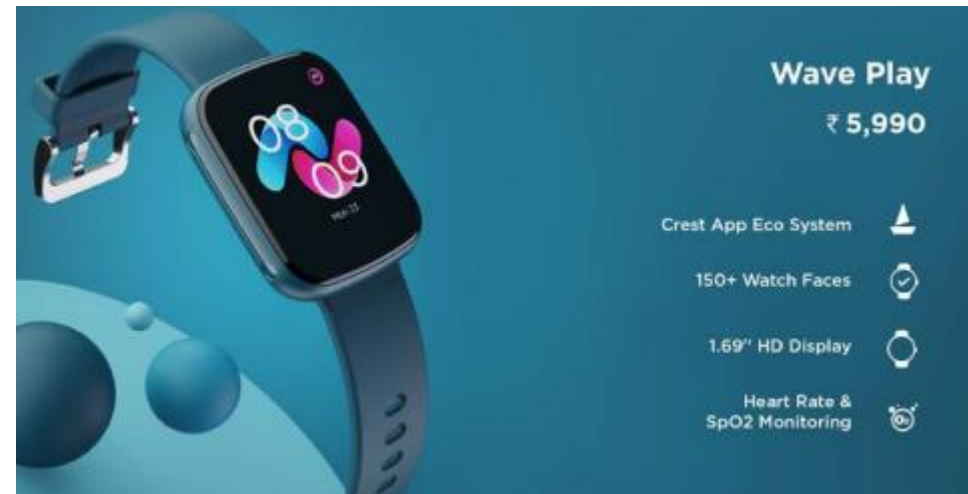 Wave Play
₹ 5,990
Crest App Eco System
150+ Watch Faces
1.69" HD Display
Heart Rate &
SpO2 Monitoring
08
09